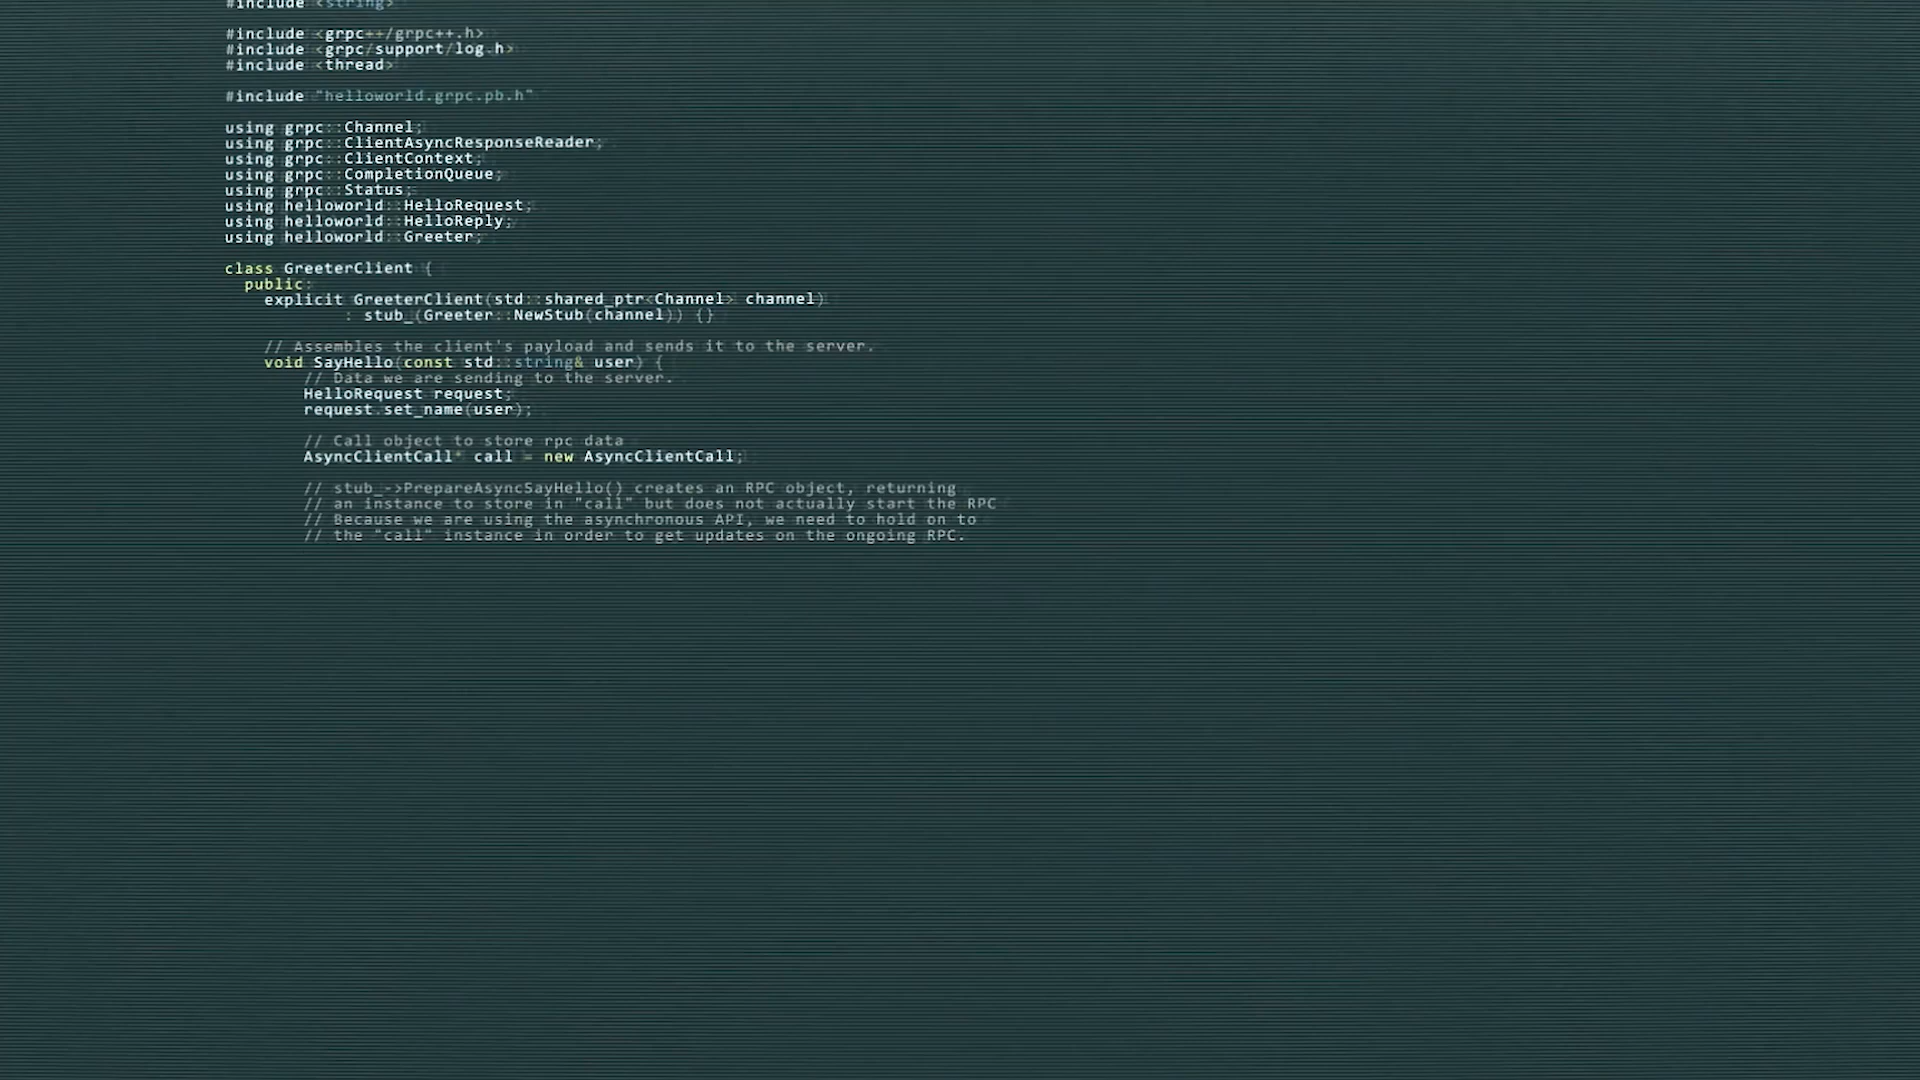 #include <string>
#include <grpc++/grpc++.h>
#include <grpc/support/log.h>
#include <thread>
#include "helloworld.grpc.pb.h"
using grpc::Channel;
using grpc::ClientAsyncResponseReader;
using grpc::ClientContext;
using grpc::CompletionQueue;
using grpc::Status;
using helloworld::HelloRequest;
using helloworld::HelloReply;
using helloworld::Greeter;
class GreeterClient {
public:
explicit GreeterClient(std::shared_ptr<Channel> channel)
: stub_(Greeter::NewStub(channel)) {}
// Assembles the client's payload and sends it to the server.
void SayHello(const std::string& user) {
// Data we are sending to the server.
HelloRequest request;
request.set_name(user);
// Call object to store rpc data
AsyncClientCall* call = new AsyncClientCall;
// stub_->PrepareAsyncSayHello() creates an RPC object, returning
// an instance to store in "call" but does not actually start the RPC
// Because we are using the asynchronous API, we need to hold on to
// the "call" instance in order to get updates on the ongoing RPC.